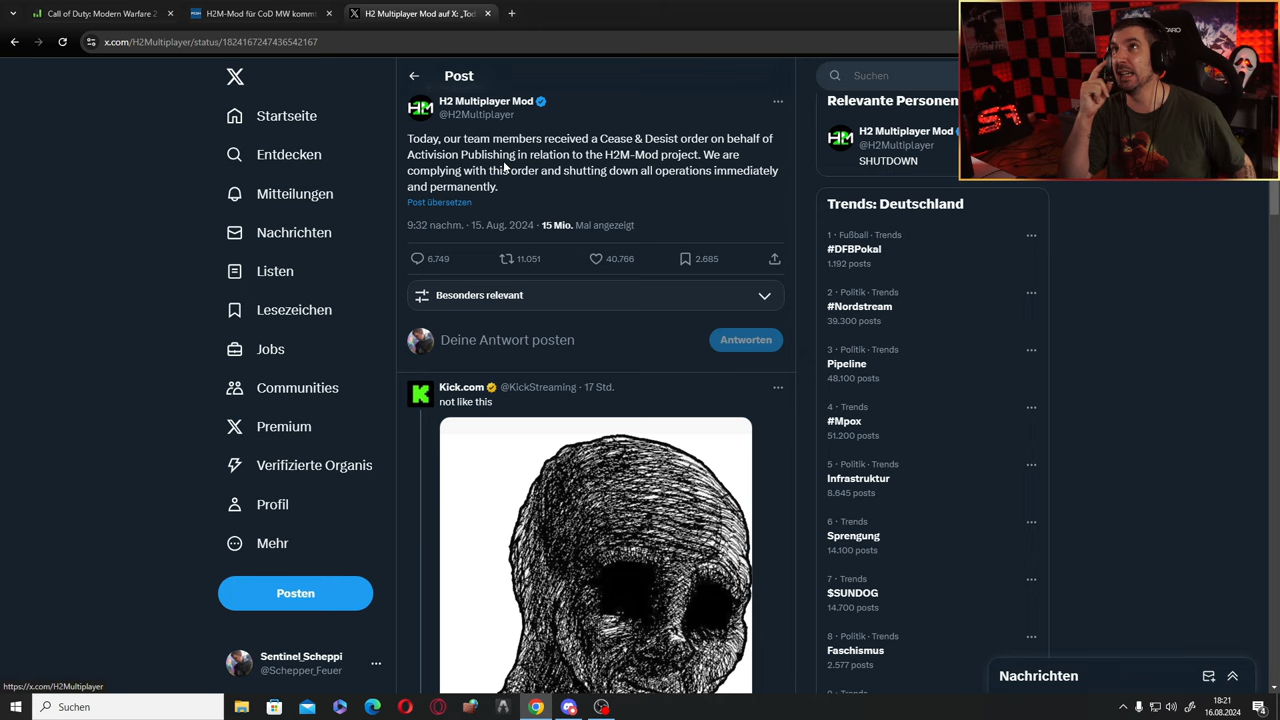 Call of Duty: Modern Warfare 2
H2M-Mod für CoD MW kommt
H2 Multiplayer Mod auf X: „Tod
x.com/H2Multiplayer/status/1824167247436542167
Post
Suchen
H2 Multiplayer Mod
@H2Multiplayer
Today, our team members received a Cease & Desist order on behalf of
Activision Publishing in relation to the H2M-Mod project. We are
complying with this order and shutting down all operations immediately
and permanently.
Post übersetzen
9:32 nachm. · 15. Aug. 2024 · 15 Mio. Mal angezeigt
6.749
11.051
40.766
2.685
Besonders relevant
Deine Antwort posten
Antworten
Kick.com @KickStreaming · 17 Std.
not like this
Startseite
Entdecken
Mitteilungen
Nachrichten
Listen
Lesezeichen
Jobs
Communities
Premium
Verifizierte Organis
Profil
Mehr
Posten
Sentinel_Scheppi
@Schepper_Feuer
Relevante Personen
H2 Multiplayer Mod
@H2Multiplayer
SHUTDOWN
Trends: Deutschland
1 · Fußball · Trends
#DFBPokal
1.192 posts
2 · Politik · Trends
#Nordstream
39.300 posts
3 · Politik · Trends
Pipeline
48.100 posts
4 · Trends
#Mpox
51.200 posts
5 · Politik · Trends
Infrastruktur
8.645 posts
6 · Trends
Sprengung
14.100 posts
7 · Trends
$SUNDOG
14.700 posts
8 · Politik · Trends
Faschismus
2.577 posts
Nachrichten
https://x.com/H2Multiplayer
Suchen
18:21
16.08.2024
4